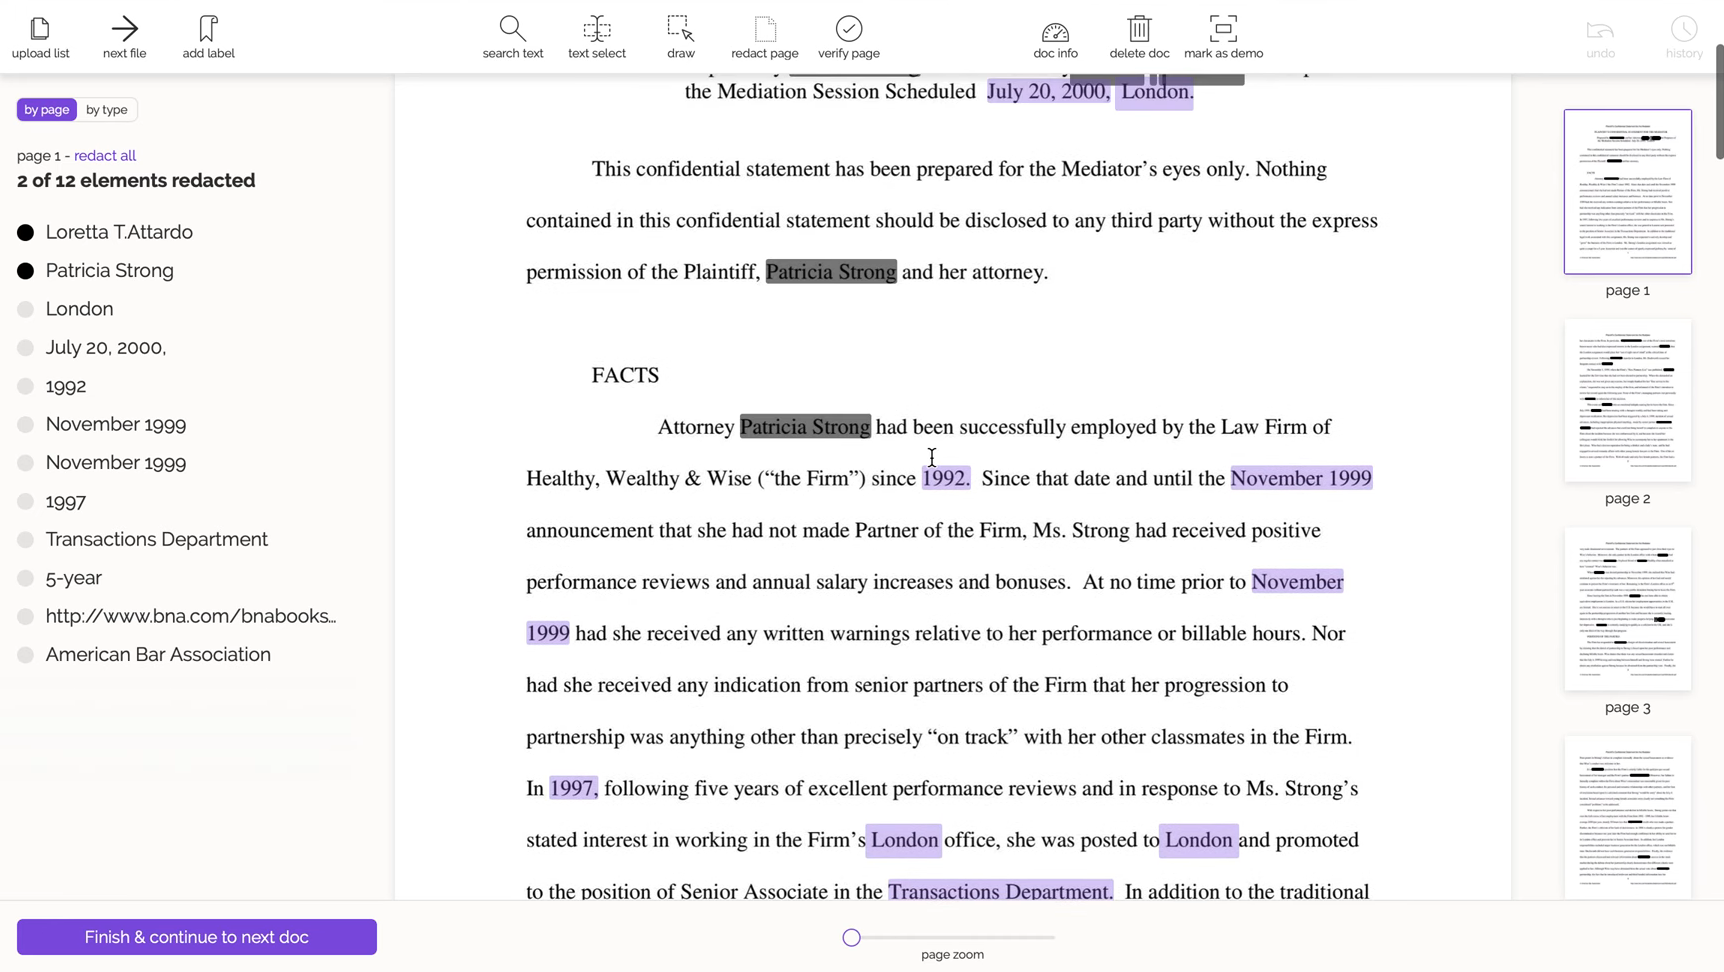 upload list
next file
add label
search text
text select
draw
redact page
verify page
doc info
delete doc
mark as demo
undo
history
by page
by type
page 1 - redact all
2 of 12 elements redacted
Loretta T.Attardo
Patricia Strong
London
July 20, 2000,
1992
November 1999
November 1999
1997
Transactions Department
5-year
http://www.bna.com/bnabooks...
American Bar Association
Finish & continue to next doc
the Mediation Session Scheduled July 20, 2000, London.
This confidential statement has been prepared for the Mediator’s eyes only. Nothing
contained in this confidential statement should be disclosed to any third party without the express
permission of the Plaintiff, Patricia Strong and her attorney.
FACTS
Attorney Patricia Strong had been successfully employed by the Law Firm of
Healthy, Wealthy & Wise (“the Firm”) since 1992. Since that date and until the November 1999
announcement that she had not made Partner of the Firm, Ms. Strong had received positive
performance reviews and annual salary increases and bonuses. At no time prior to November
1999 had she received any written warnings relative to her performance or billable hours. Nor
had she received any indication from senior partners of the Firm that her progression to
partnership was anything other than precisely “on track” with her other classmates in the Firm.
In 1997, following five years of excellent performance reviews and in response to Ms. Strong’s
stated interest in working in the Firm’s London office, she was posted to London and promoted
to the position of Senior Associate in the Transactions Department. In addition to the traditional
page zoom
page 1
page 2
page 3